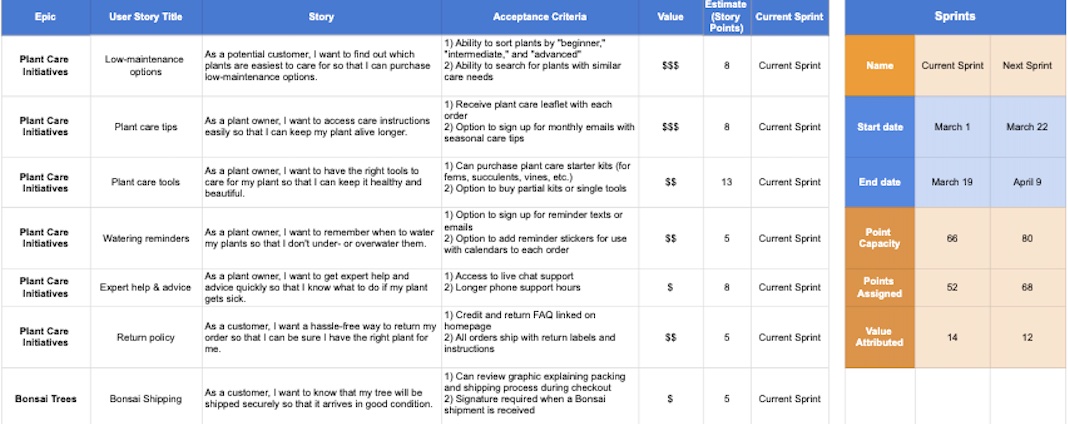 Epic
User Story Title
Story
Acceptance Criteria
Value
Estimate
(Story
Points)
Current Sprint
Plant Care
Initiatives
Low-maintenance
options
As a potential customer, I want to find out which
plants are easiest to care for so that I can purchase
low-maintenance options.
1) Ability to sort plants by "beginner,"
"intermediate," and "advanced"
2) Ability to search for plants with similar
care needs
$$$
8
Current Sprint
Plant Care
Initiatives
Plant care tips
As a plant owner, I want to access care instructions
easily so that I can keep my plant alive longer.
1) Receive plant care leaflet with each
order
2) Option to sign up for monthly emails with
seasonal care tips
$$$
8
Current Sprint
Plant Care
Initiatives
Plant care tools
As a plant owner, I want to have the right tools to
care for my plant so that I can keep it healthy and
beautiful.
1) Can purchase plant care starter kits (for
ferns, succulents, vines, etc.)
2) Option to buy partial kits or single tools
$$
13
Current Sprint
Plant Care
Initiatives
Watering reminders
As a plant owner, I want to remember when to water
my plants so that I don't under- or overwater them.
1) Option to sign up for reminder texts or
emails
2) Option to add reminder stickers for use
with calendars to each order
$$
5
Current Sprint
Plant Care
Initiatives
Expert help & advice
As a plant owner, I want to get expert help and
advice quickly so that I know what to do if my plant
gets sick.
1) Access to live chat support
2) Longer phone support hours
$
8
Current Sprint
Plant Care
Initiatives
Return policy
As a customer, I want a hassle-free way to return my
order so that I can be sure I have the right plant for
me.
1) Credit and return FAQ linked on
homepage
2) All orders ship with return labels and
instructions
$$
5
Current Sprint
Bonsai Trees
Bonsai Shipping
As a customer, I want to know that my tree will be
shipped securely so that it arrives in good condition.
1) Can review graphic explaining packing
and shipping process during checkout
2) Signature required when a Bonsai
shipment is received
$
5
Current Sprint
Sprints
Name
Current Sprint
Next Sprint
Start date
March 1
March 22
End date
March 19
April 9
Point
Capacity
66
80
Points
Assigned
52
68
Value
Attributed
14
12